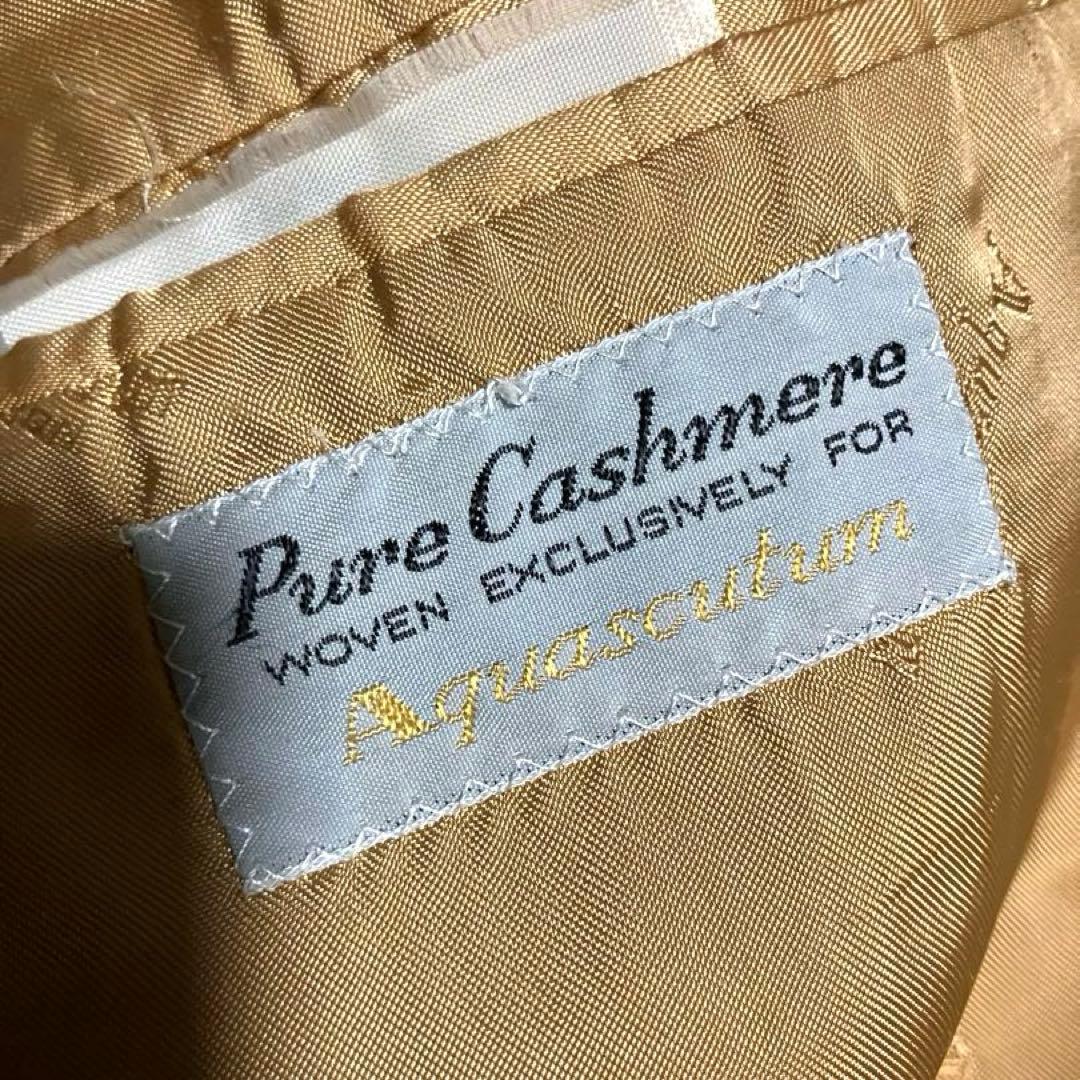 Pure Cashmere
WOVEN EXCLUSIVELY FOR
Aquascutum